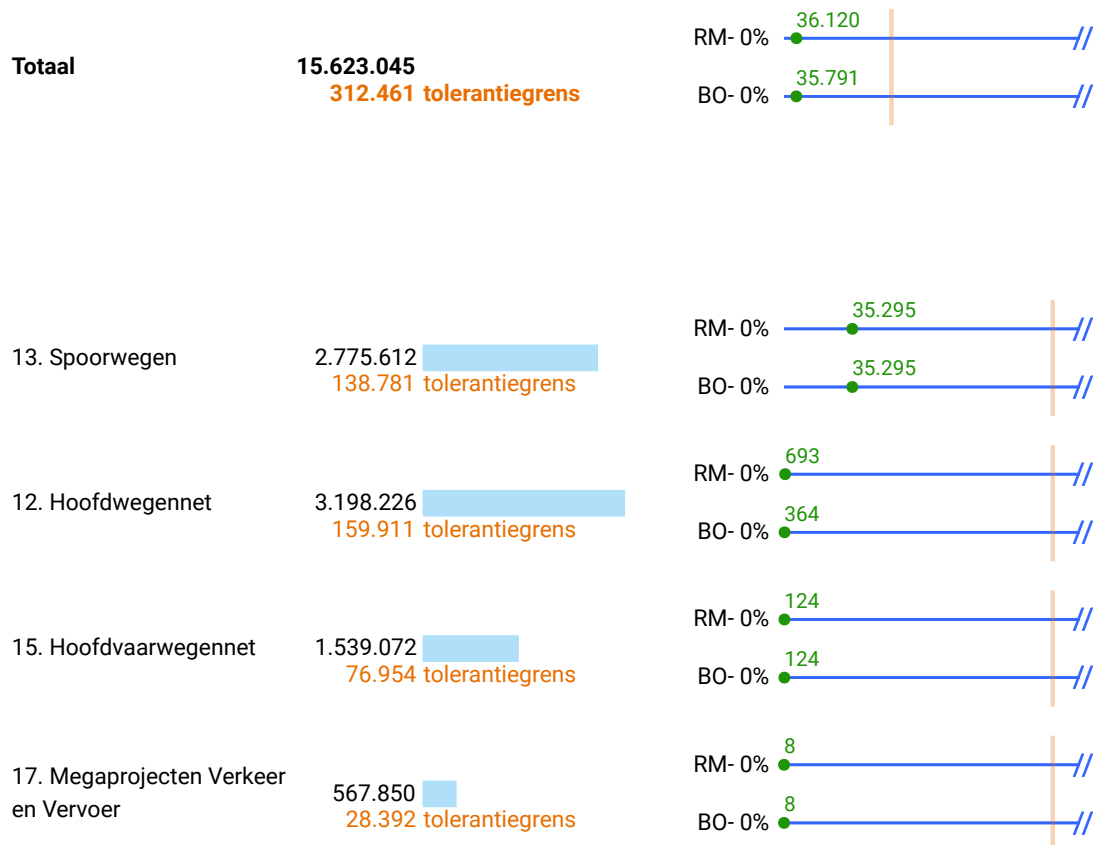 36.120
RM- 0%
Totaal 15.623.045
312.461 tolerantiegrens
35.791
BO- 0%
35.295
RM- 0%
13. Spoorwegen 2.775.612
138.781 tolerantiegrens
35.295
BO- 0%
693
RM- 0%
12. Hoofdwegennet 3.198.226
159.911 tolerantiegrens
364
BO- 0%
124
RM- 0%
15. Hoofdvaarwegennet 1.539.072
76.954 tolerantiegrens
124
BO- 0%
8
RM- 0%
17. Megaprojecten Verkeer
en Vervoer
567.850
28.392 tolerantiegrens
8
BO- 0%